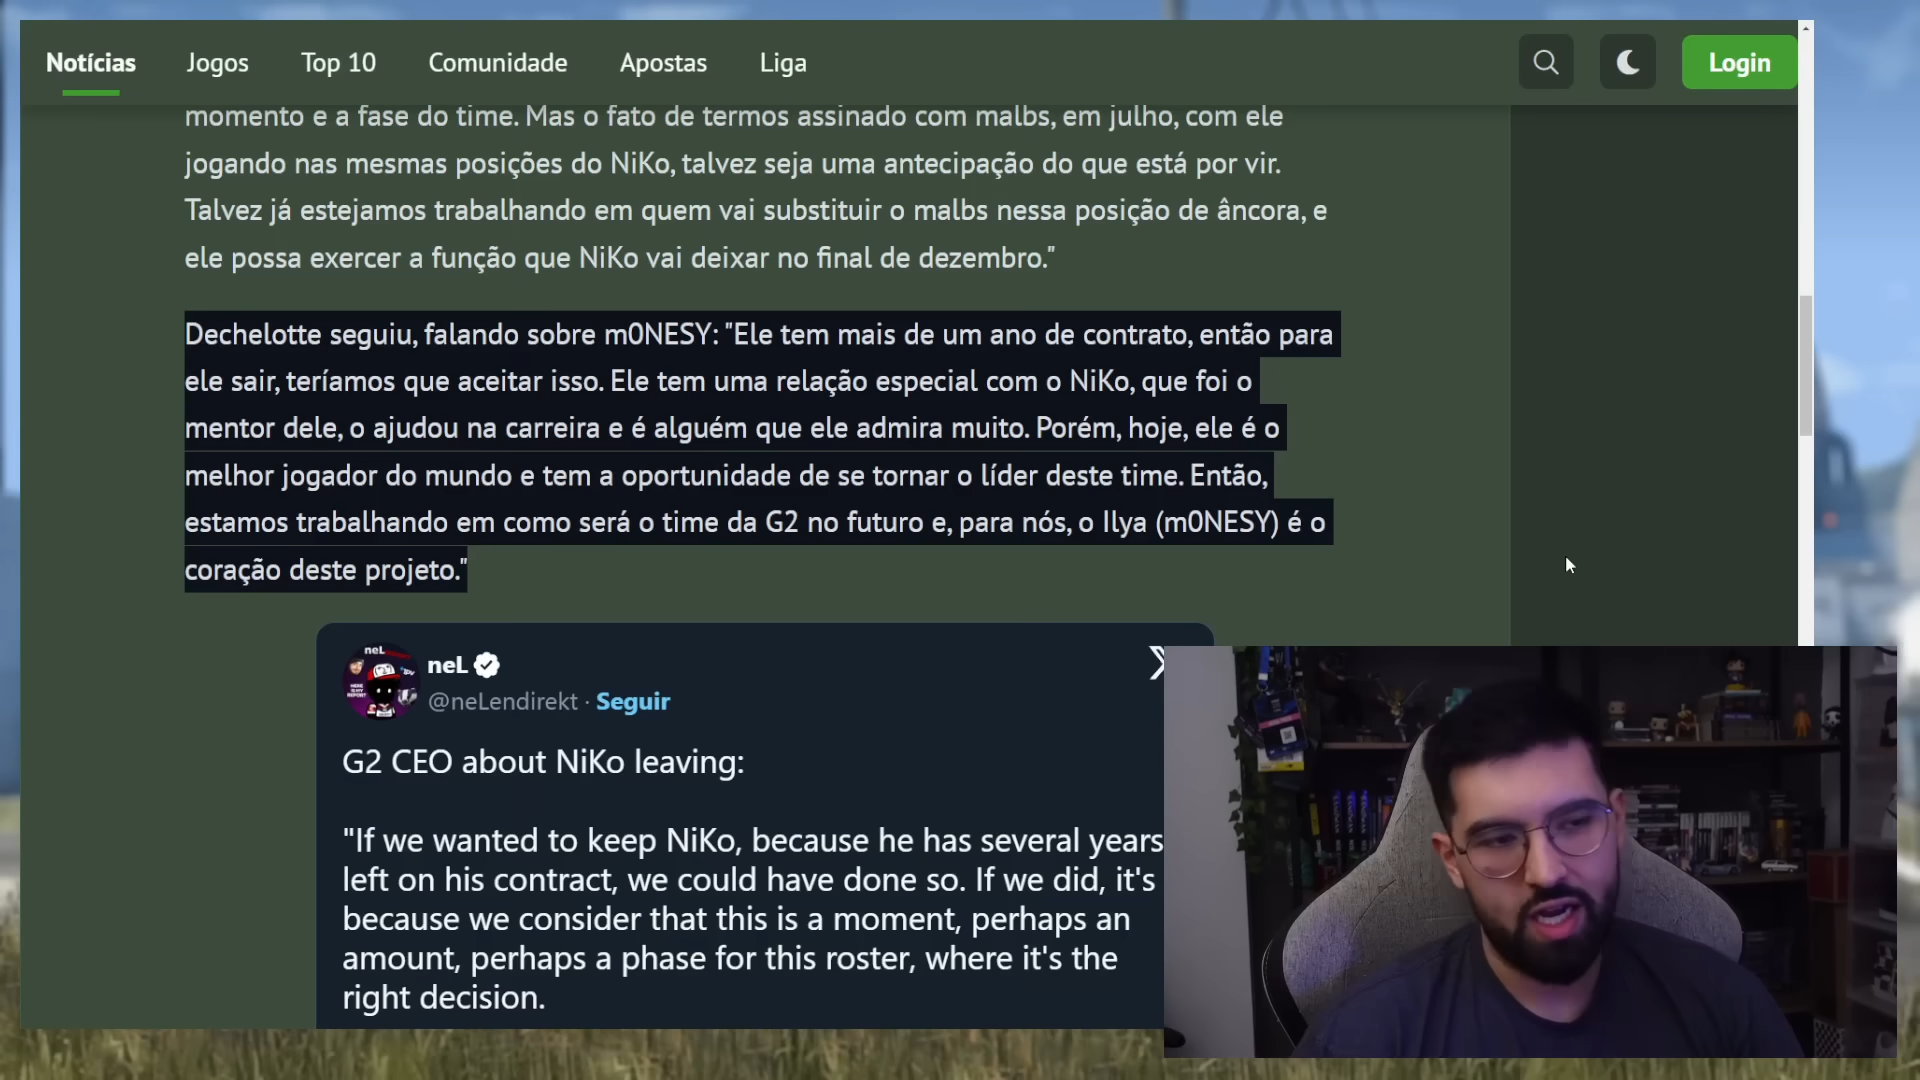 Notícias Jogos Top 10 Comunidade Apostas Liga Login
momento e a fase do time. Mas o fato de termos assinado com malbs, em julho, com ele
jogando nas mesmas posições do NiKo, talvez seja uma antecipação do que está por vir.
Talvez já estejamos trabalhando em quem vai substituir o malbs nessa posição de âncora, e
ele possa exercer a função que NiKo vai deixar no final de dezembro."
Dechelotte seguiu, falando sobre m0NESY: "Ele tem mais de um ano de contrato, então para
ele sair, teríamos que aceitar isso. Ele tem uma relação especial com o NiKo, que foi o
mentor dele, o ajudou na carreira e é alguém que ele admira muito. Porém, hoje, ele é o
melhor jogador do mundo e tem a oportunidade de se tornar o líder deste time. Então,
estamos trabalhando em como será o time da G2 no futuro e, para nós, o Ilya (m0NESY) é o
coração deste projeto."
neL
@neLendirekt · Seguir
G2 CEO about NiKo leaving:
"If we wanted to keep NiKo, because he has several years
left on his contract, we could have done so. If we did, it's
because we consider that this is a moment, perhaps an
amount, perhaps a phase for this roster, where it's the
right decision.